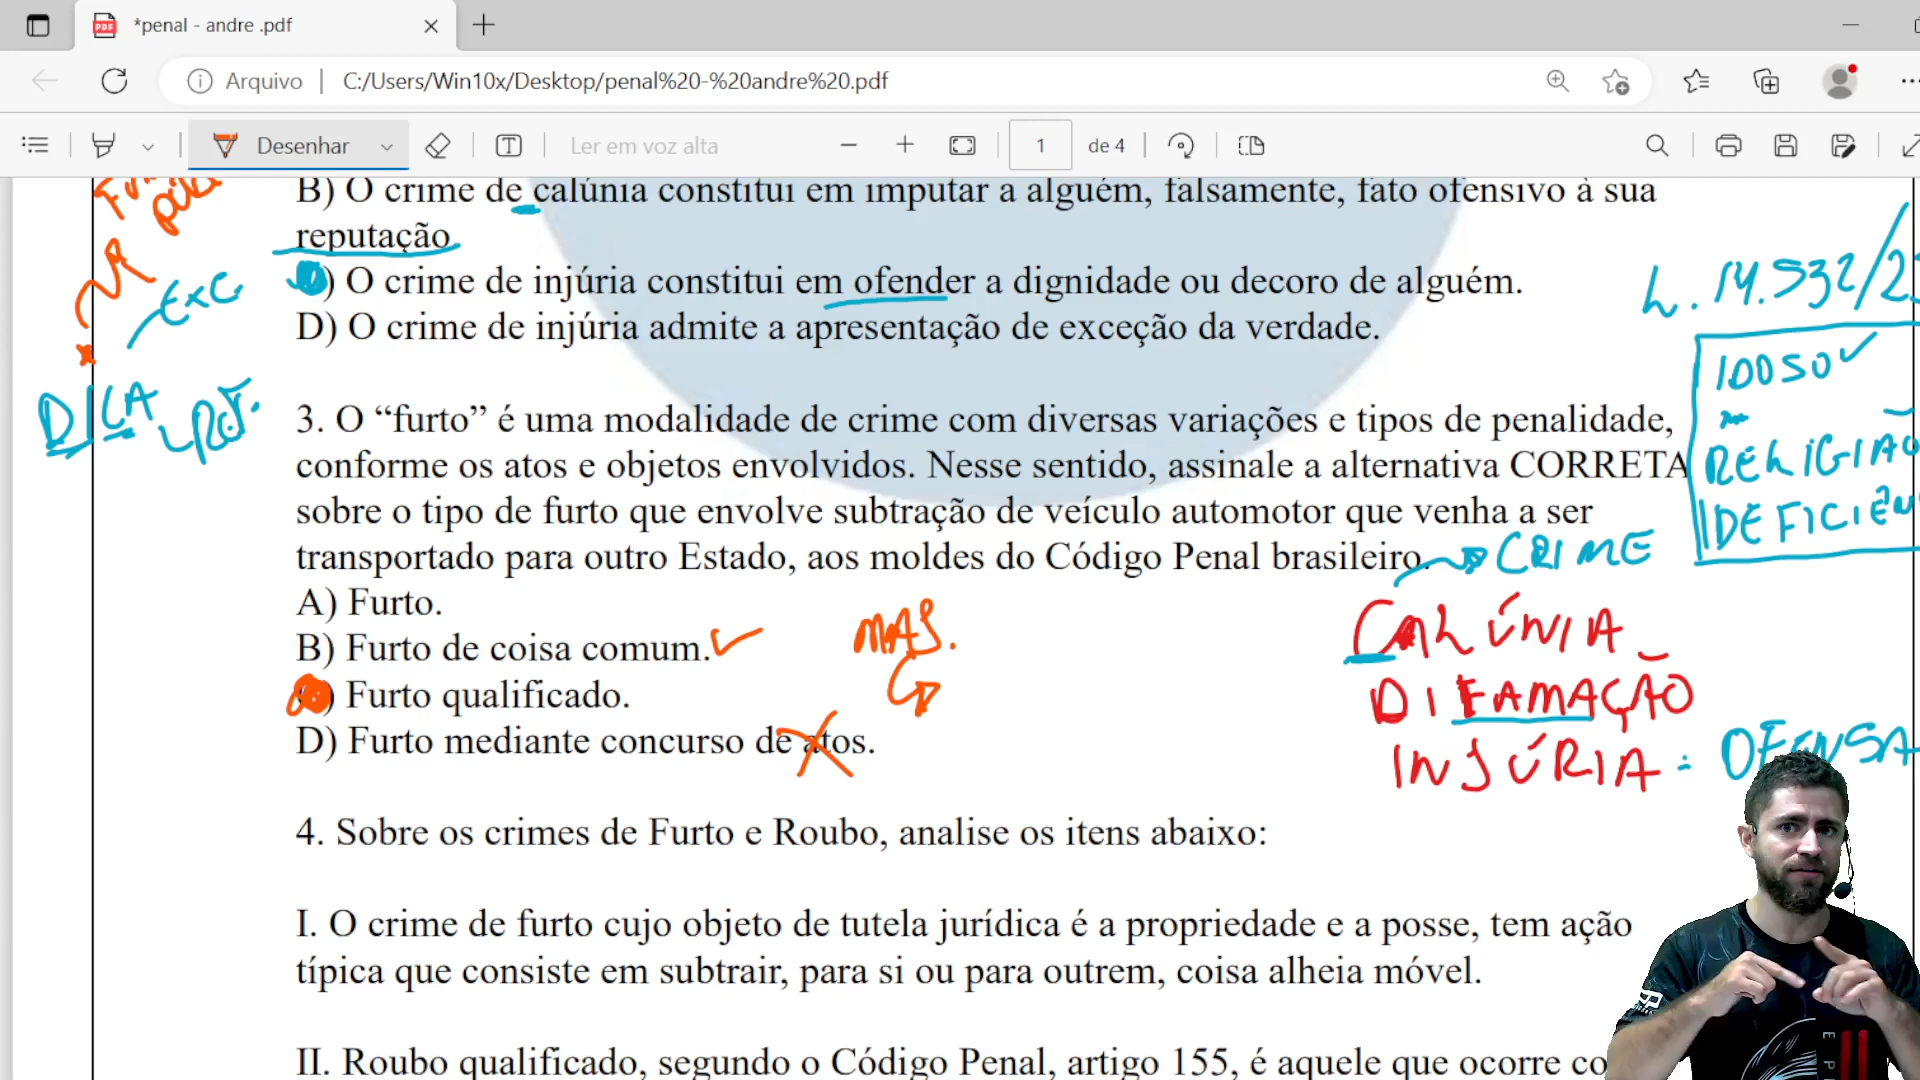 *penal - andre .pdf
Arquivo
C:/Users/Win10x/Desktop/penal%20-%20andre%20.pdf
Desenhar
Ler em voz alta
1
de 4
B) O crime de calúnia constitui em imputar a alguém, falsamente, fato ofensivo à sua
reputação
) O crime de injúria constitui em ofender a dignidade ou decoro de alguém.
D) O crime de injúria admite a apresentação de exceção da verdade.
EXC
DICA
RET.
L. 14.532/2
IDOSO
RELIGIÃO
DEFICIÊN
3. O “furto” é uma modalidade de crime com diversas variações e tipos de penalidade,
conforme os atos e objetos envolvidos. Nesse sentido, assinale a alternativa CORRETA
sobre o tipo de furto que envolve subtração de veículo automotor que venha a ser
transportado para outro Estado, aos moldes do Código Penal brasileiro.
CRIME
A) Furto.
B) Furto de coisa comum.
) Furto qualificado.
D) Furto mediante concurso de atos.
MAJ.
CALÚNIA
DIFAMAÇÃO
INJÚRIA = OFENSA
4. Sobre os crimes de Furto e Roubo, analise os itens abaixo:
I. O crime de furto cujo objeto de tutela jurídica é a propriedade e a posse, tem ação
típica que consiste em subtrair, para si ou para outrem, coisa alheia móvel.
II. Roubo qualificado, segundo o Código Penal, artigo 155, é aquele que ocorre co